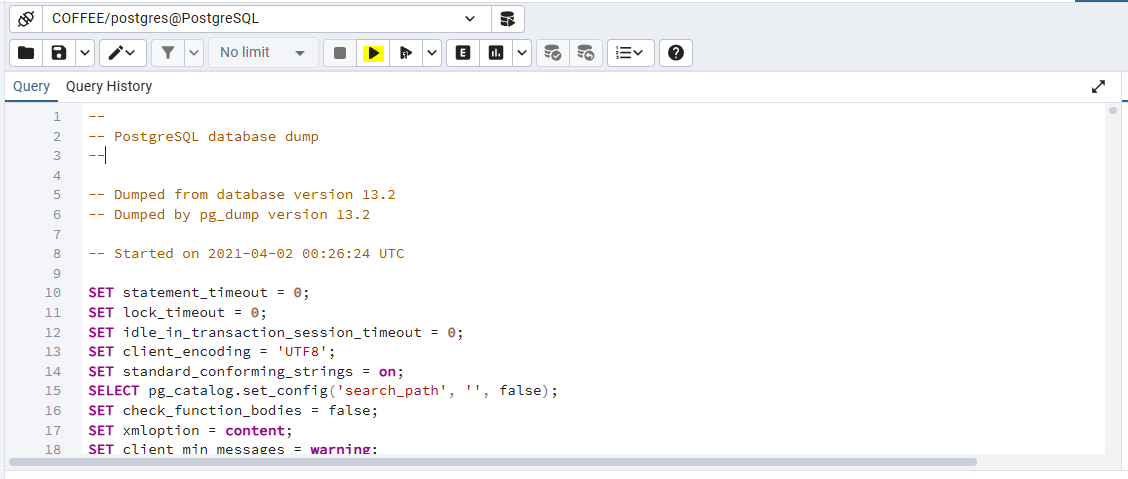 COFFEE/postgres@PostgreSQL
No limit
E
Query Query History
1 --
2 -- PostgreSQL database dump
3 --
4
5 -- Dumped from database version 13.2
6 -- Dumped by pg_dump version 13.2
7
8 -- Started on 2021-04-02 00:26:24 UTC
9
10 SET statement_timeout = 0;
11 SET lock_timeout = 0;
12 SET idle_in_transaction_session_timeout = 0;
13 SET client_encoding = 'UTF8';
14 SET standard_conforming_strings = on;
15 SELECT pg_catalog.set_config('search_path', '', false);
16 SET check_function_bodies = false;
17 SET xmloption = content;
18 SET client_min_messages = warning;